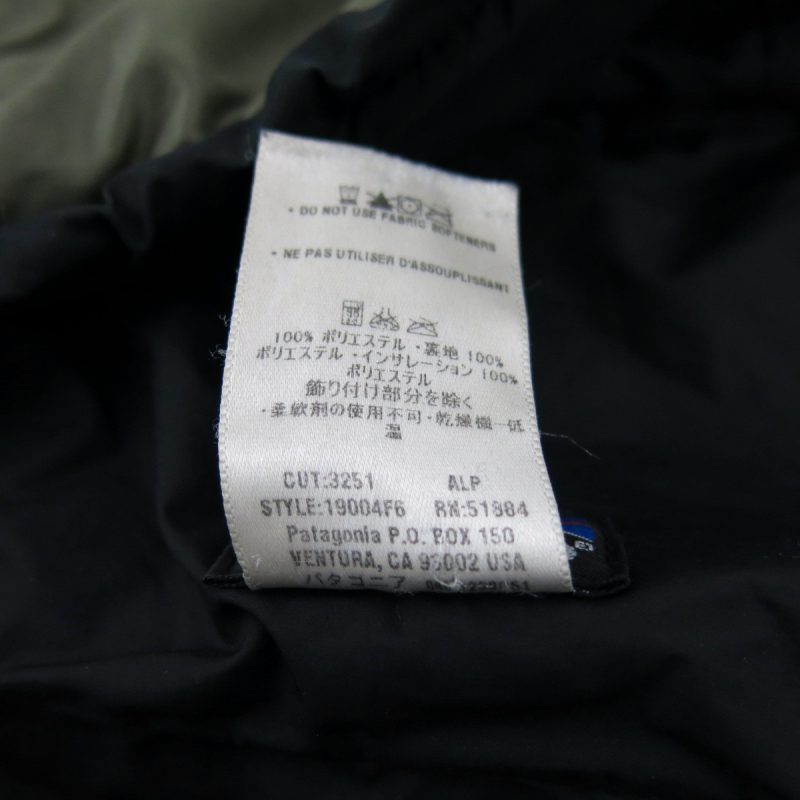 • DO NOT USE FABRIC SOFTENERS
• NE PAS UTILISER D'ASSOUPLISSANT
100% ポリエステル・裏地 100%
ポリエステル・インサレーション 100%
ポリエステル
飾り付け部分を除く
・柔軟剤の使用不可・乾燥機―低
温
CUT:3251 ALP
STYLE:19004F6 RN:51884
Patagonia P.O. BOX 150
VENTURA, CA 93002 USA
パタゴニア